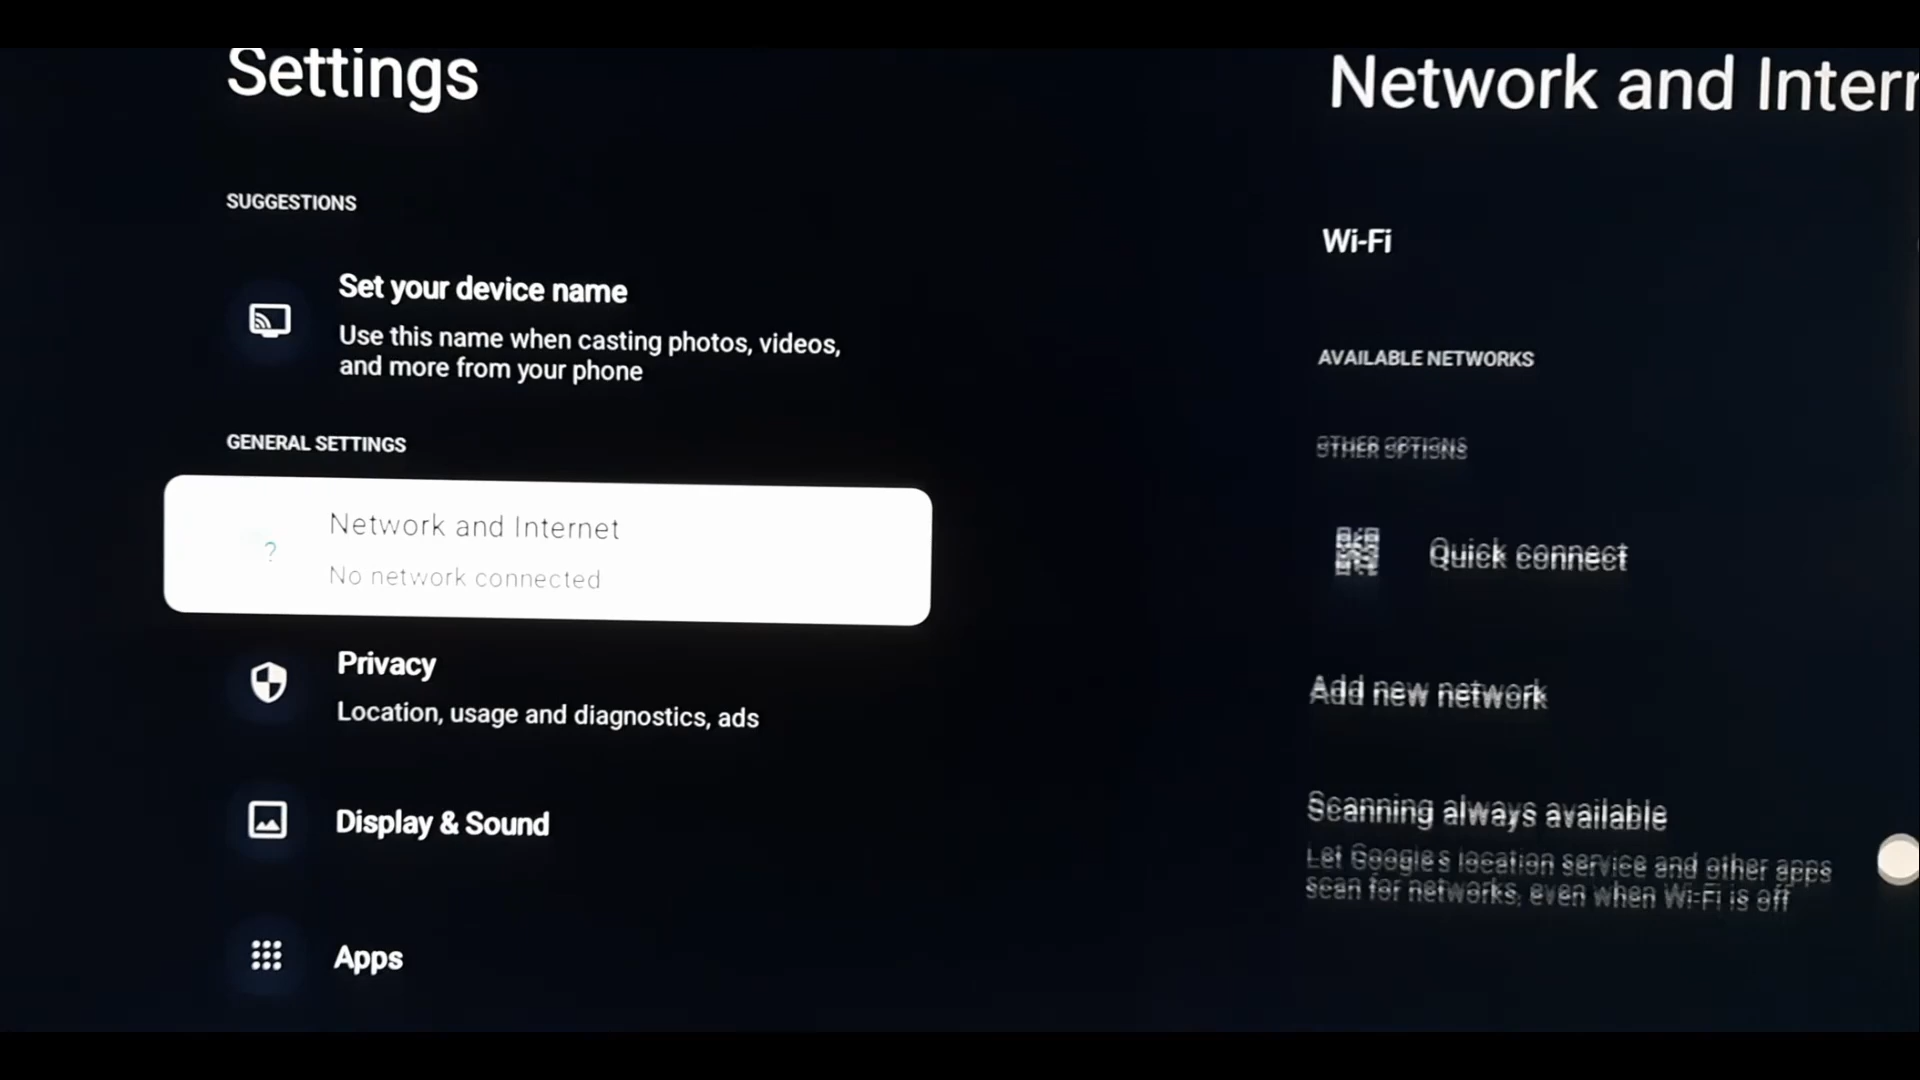 Settings
SUGGESTIONS
Set your device name
Use this name when casting photos, videos,
and more from your phone
GENERAL SETTINGS
Network and Internet
?
No network connected
Privacy
Location, usage and diagnostics, ads
Display & Sound
Apps
Network and Intern
Wi-Fi
AVAILABLE NETWORKS
OTHER OPTIONS
Quick connect
Add new network
Scanning always available
Let Google's location service and other apps
scan for networks, even when Wi-Fi is off